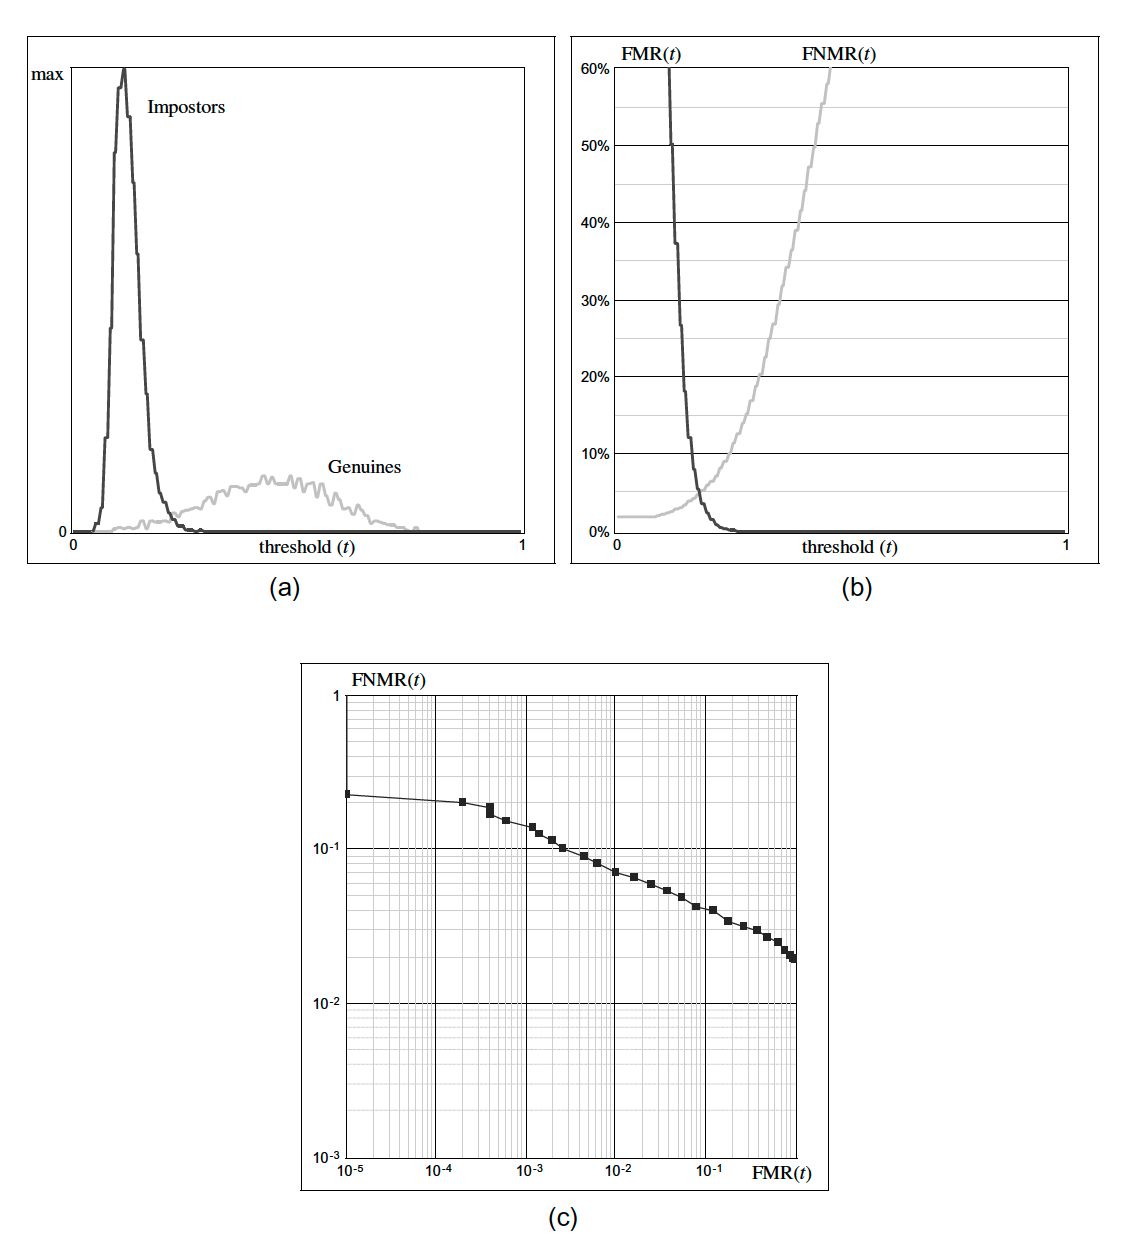 max
Impostors
Genuines
0
0 threshold (t) 1
(a)
FMR(t) FNMR(t)
60%
50%
40%
30%
20%
10%
0%
0 threshold (t) 1
(b)
FNMR(t)
1
10-1
10-2
10-3
10-5 10-4 10-3 10-2 10-1 FMR(t)
(c)